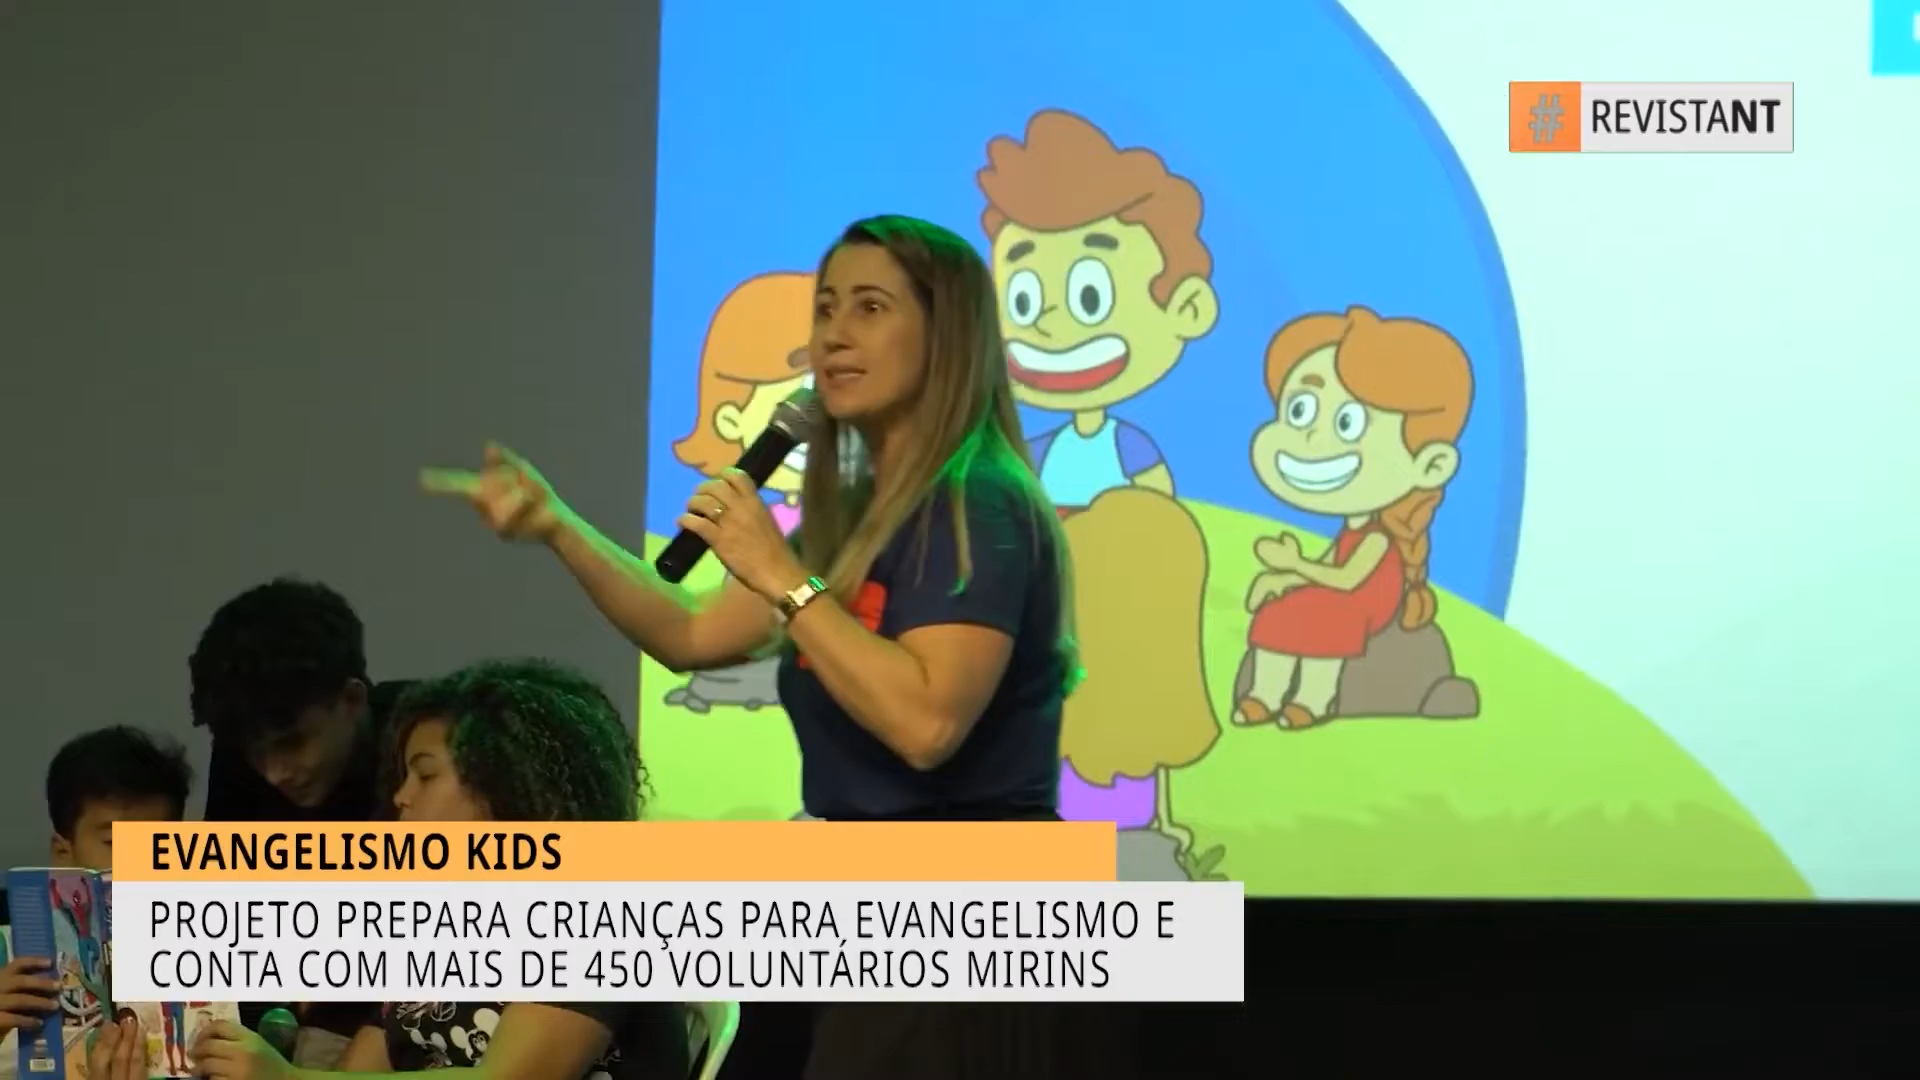 # REVISTANT
EVANGELISMO KIDS
PROJETO PREPARA CRIANÇAS PARA EVANGELISMO E
CONTA COM MAIS DE 450 VOLUNTÁRIOS MIRINS